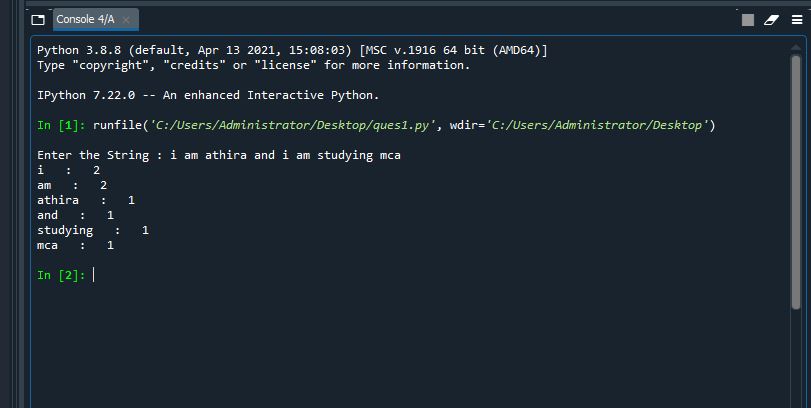 Console 4/A
Python 3.8.8 (default, Apr 13 2021, 15:08:03) [MSC v.1916 64 bit (AMD64)]
Type "copyright", "credits" or "license" for more information.
IPython 7.22.0 -- An enhanced Interactive Python.
In [1]: runfile('C:/Users/Administrator/Desktop/ques1.py', wdir='C:/Users/Administrator/Desktop')
Enter the String : i am athira and i am studying mca
i   :   2
am   :   2
athira   :   1
and   :   1
studying   :   1
mca   :   1
In [2]: